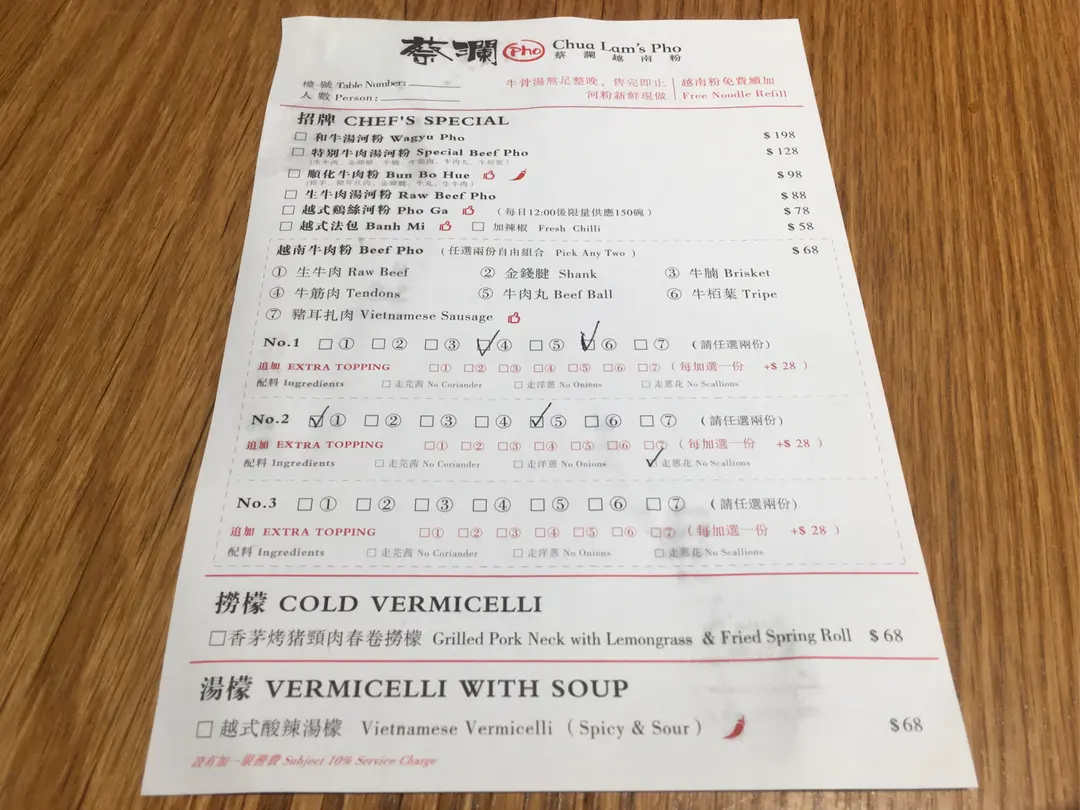 蔡瀾 Pho Chua Lam's Pho
蔡瀾越南粉
檯號 Table Number:
人數 Person:
牛骨湯熬足整晚，售完即止
河粉新鮮現做
越南粉免費續加
Free Noodle Refill
招牌 CHEF'S SPECIAL
□ 和牛湯河粉 Wagyu Pho $ 198
□ 特別牛肉湯河粉 Special Beef Pho $ 128
□ 順化牛肉粉 Bun Bo Hue $ 98
□ 生牛肉湯河粉 Raw Beef Pho $ 88
□ 越式鷄絲河粉 Pho Ga （每日12:00後限量供應150碗） $ 78
□ 越式法包 Banh Mi □ 加辣椒 Fresh Chilli $ 58
越南牛肉粉 Beef Pho （任選兩份自由組合 Pick Any Two ） $ 68
① 生牛肉 Raw Beef ② 金錢腱 Shank ③ 牛腩 Brisket
④ 牛筋肉 Tendons ⑤ 牛肉丸 Beef Ball ⑥ 牛栢葉 Tripe
⑦ 豬耳扎肉 Vietnamese Sausage
No.1 □① □② □③ ☑④ □⑤ ☑⑥ □⑦ （請任選兩份）
追加 EXTRA TOPPING □① □② □③ □④ □⑤ □⑥ □⑦（每加選一份 +$ 28 ）
配料 Ingredients □走芫茜 No Coriander □走洋蔥 No Onions □走蔥花 No Scallions
No.2 ☑① □② □③ □④ ☑⑤ □⑥ □⑦ （請任選兩份）
追加 EXTRA TOPPING □① □② □③ □④ □⑤ □⑥ □⑦（每加選一份 +$ 28 ）
配料 Ingredients □走芫茜 No Coriander □走洋蔥 No Onions ☑走蔥花 No Scallions
No.3 □① □② □③ □④ □⑤ □⑥ □⑦ （請任選兩份）
追加 EXTRA TOPPING □① □② □③ □④ □⑤ □⑥ □⑦（每加選一份 +$ 28 ）
配料 Ingredients □走芫茜 No Coriander □走洋蔥 No Onions □走蔥花 No Scallions
撈檬 COLD VERMICELLI
□香茅烤猪頸肉春卷撈檬 Grilled Pork Neck with Lemongrass & Fried Spring Roll $ 68
湯檬 VERMICELLI WITH SOUP
□ 越式酸辣湯檬 Vietnamese Vermicelli （ Spicy & Sour ） $ 68
設有加一服務費 Subject 10% Service Charge